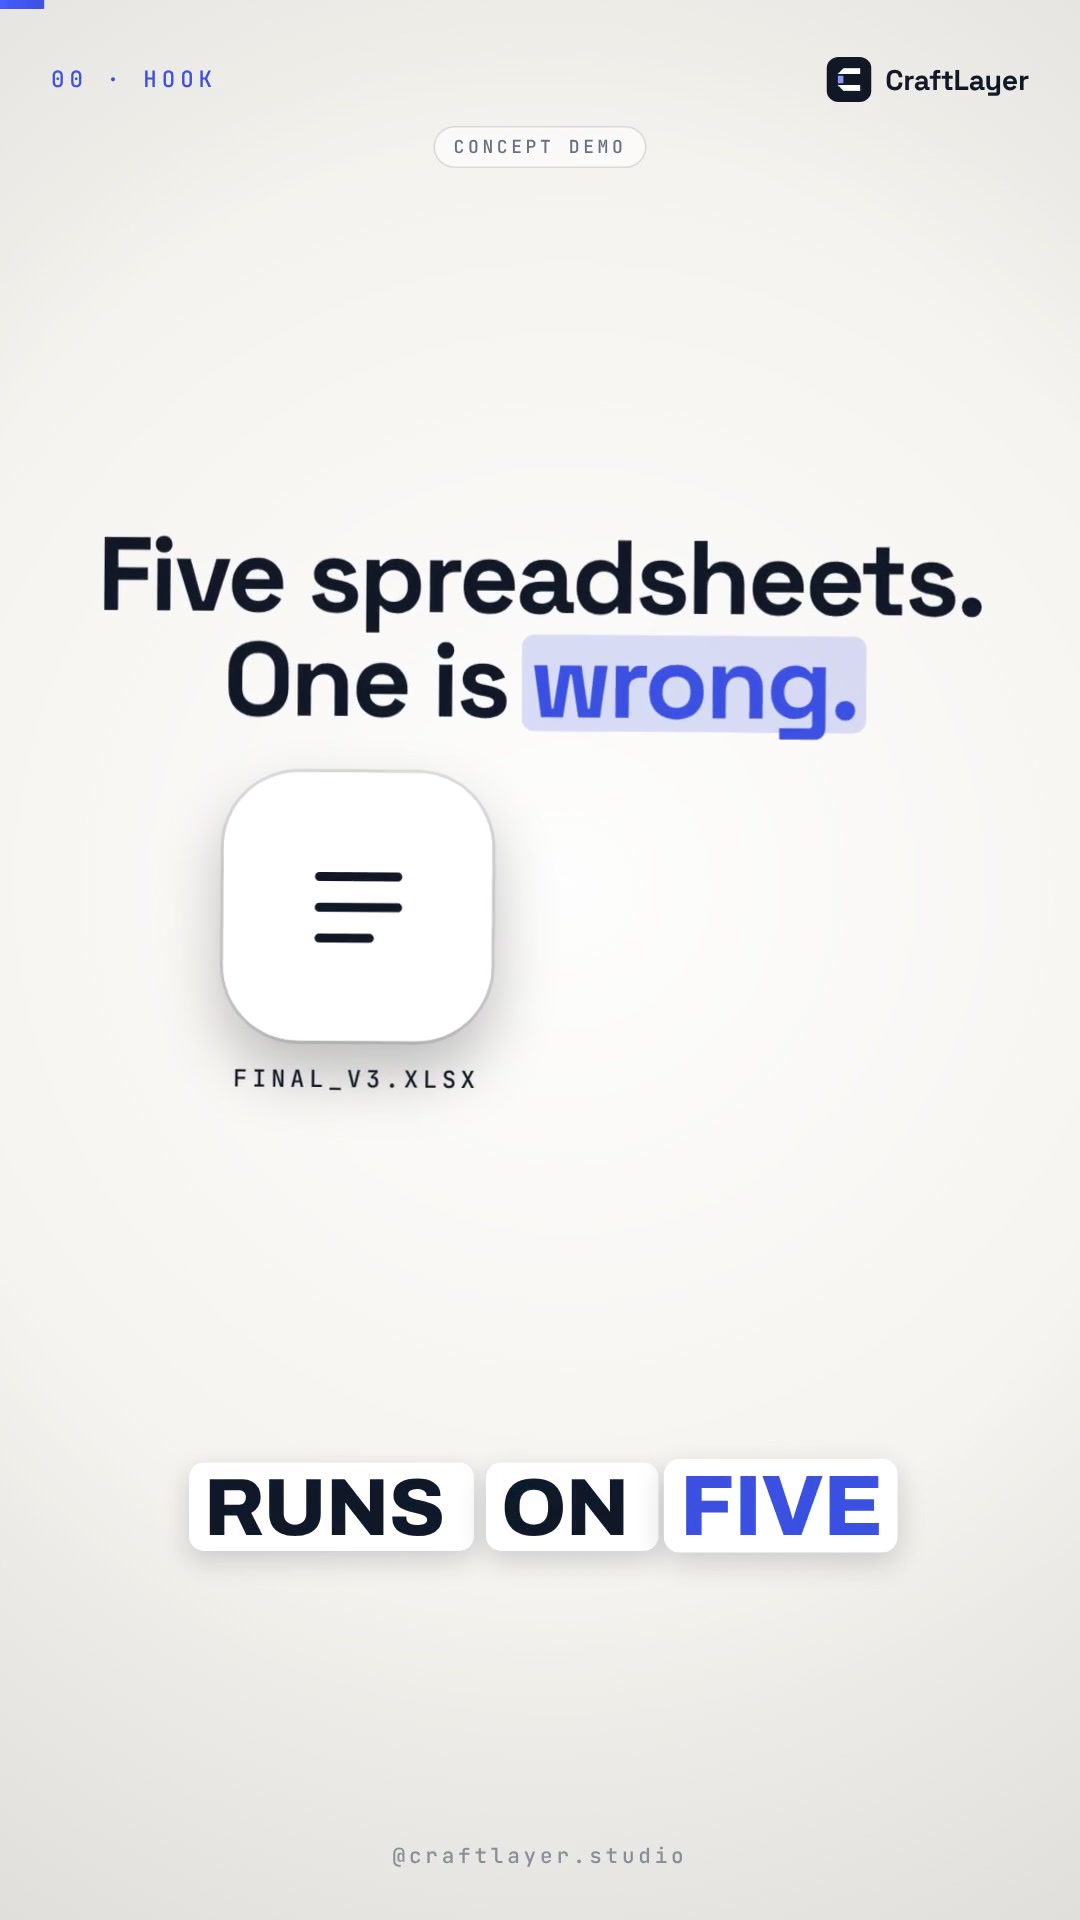 00 · HOOK
CraftLayer
CONCEPT DEMO
Five spreadsheets.
One is wrong.
FINAL_V3.XLSX
RUNS ON FIVE
@craftlayer.studio